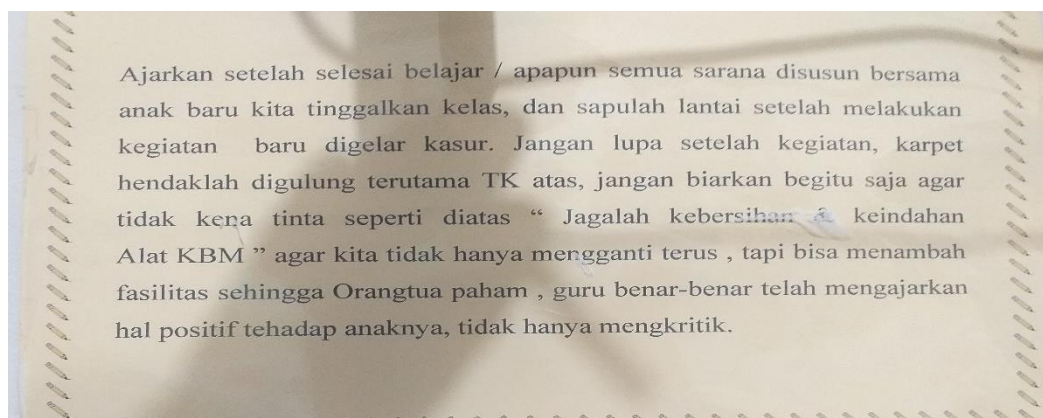 Ajarkan setelah selesai belajar / apapun semua sarana disusun bersama
anak baru kita tinggalkan kelas, dan sapulah lantai setelah melakukan
kegiatan baru digelar kasur. Jangan lupa setelah kegiatan, karpet
hendaklah digulung terutama TK atas, jangan biarkan begitu saja agar
tidak kena tinta seperti diatas “ Jagalah kebersihan & keindahan
Alat KBM ” agar kita tidak hanya mengganti terus , tapi bisa menambah
fasilitas sehingga Orangtua paham , guru benar-benar telah mengajarkan
hal positif tehadap anaknya, tidak hanya mengkritik.